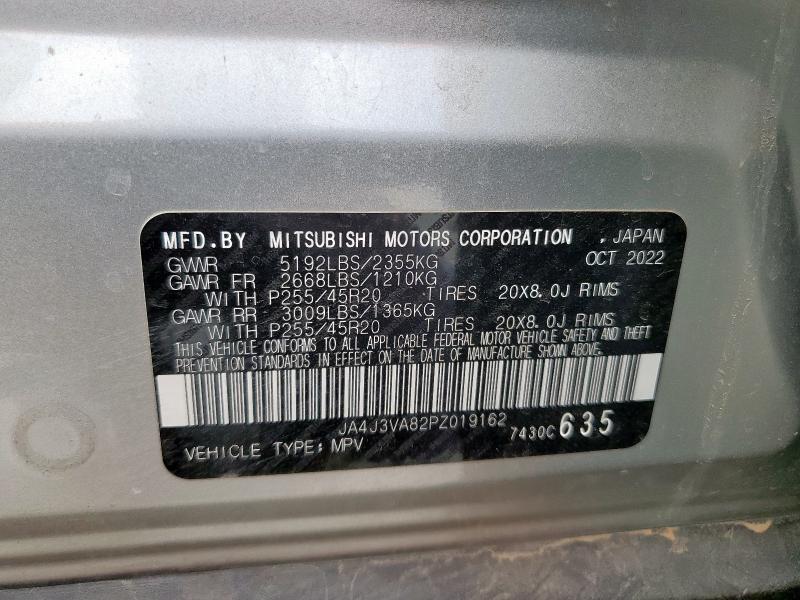 MFD.BY MITSUBISHI MOTORS CORPORATION , JAPAN
GVWR 5192LBS/2355KG OCT 2022
GAWR FR 2668LBS/1210KG
WITH P255/45R20 TIRES 20X8.0J RIMS
GAWR RR 3009LBS/1365KG
WITH P255/45R20 TIRES 20X8.0J RIMS
THIS VEHICLE CONFORMS TO ALL APPLICABLE FEDERAL MOTOR VEHICLE SAFETY AND THEFT
PREVENTION STANDARDS IN EFFECT ON THE DATE OF MANUFACTURE SHOWN ABOVE.
JA4J3VA82PZ019162
7430C 635
VEHICLE TYPE: MPV